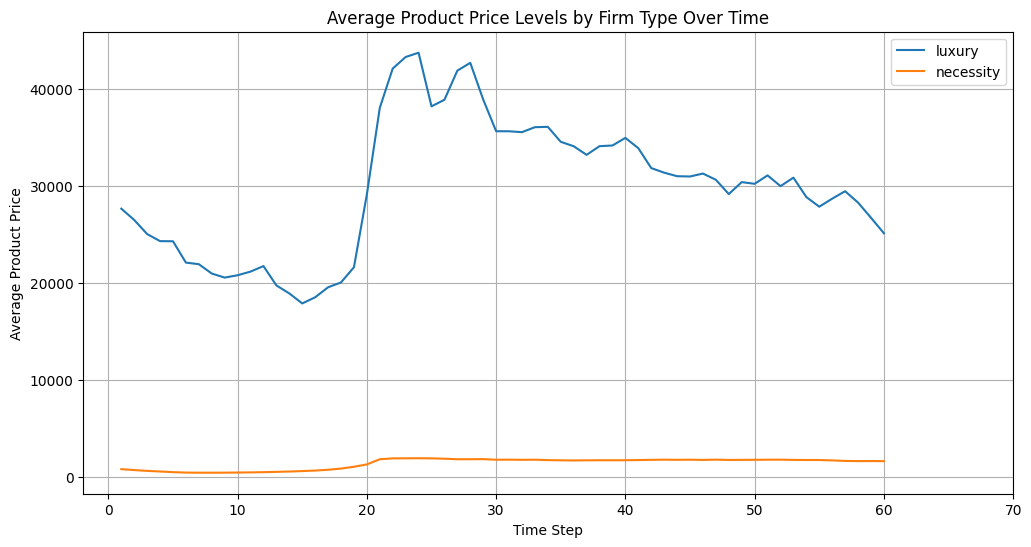 Average Product Price Levels by Firm Type Over Time
luxury
necessity
Average Product Price
40000
30000
20000
10000
0
0 10 20 30 40 50 60 70
Time Step